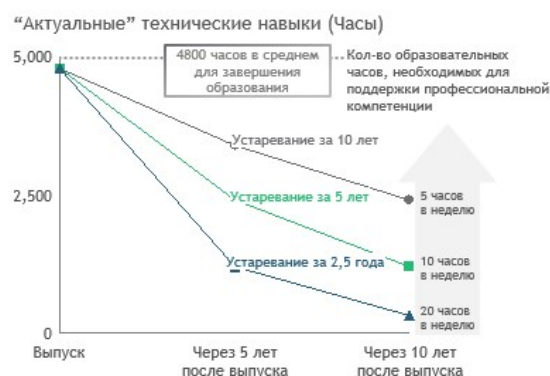 “Актуальные” технические навыки (Часы)
5,000
4800 часов в среднем
для завершения
образования
Кол-во образовательных
часов, необходимых для
поддержки профессиональной
компетенции
Устаревание за 10 лет
2,500
Устаревание за 5 лет
5 часов
в неделю
Устаревание за 2,5 года
10 часов
в неделю
20 часов
в неделю
0
Выпуск
Через 5 лет
после выпуска
Через 10 лет
после выпуска